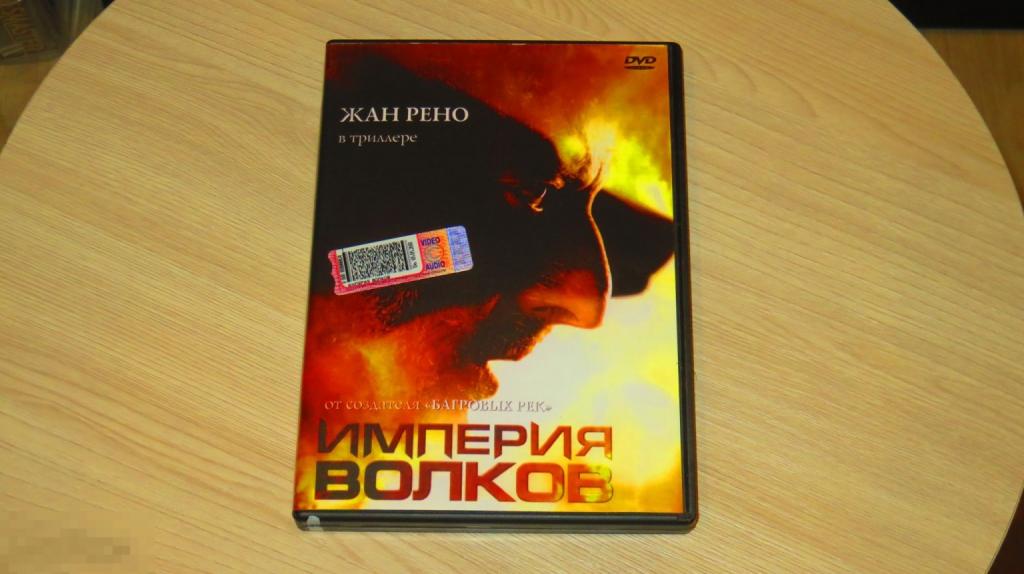 DVD
ЖАН РЕНО
в триллере
VIDEO
AUDIO
от создателя «БАГРОВЫХ РЕК»
ИМПЕРИЯ
ВОЛКОВ